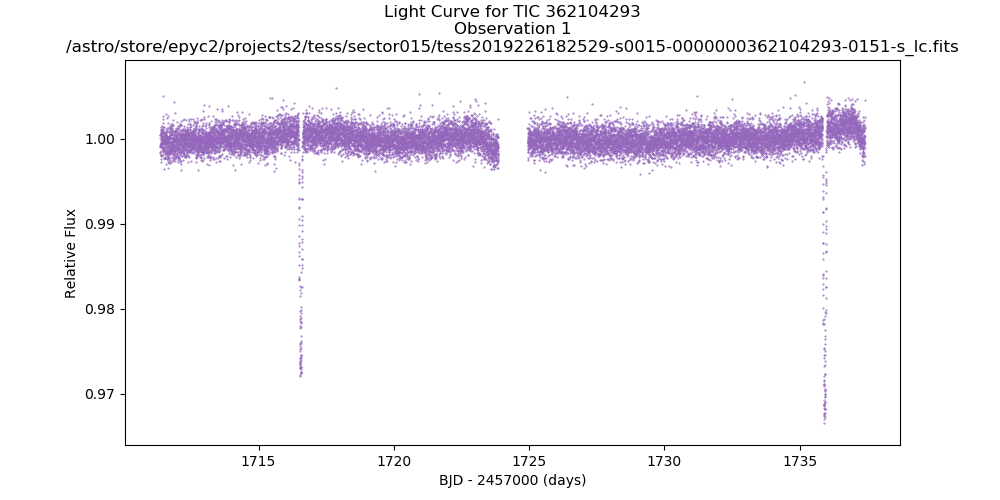 Light Curve for TIC 362104293
Observation 1
/astro/store/epyc2/projects2/tess/sector015/tess2019226182529-s0015-0000000362104293-0151-s_lc.fits
Relative Flux
1.00
0.99
0.98
0.97
1715
1720
1725
1730
1735
BJD - 2457000 (days)